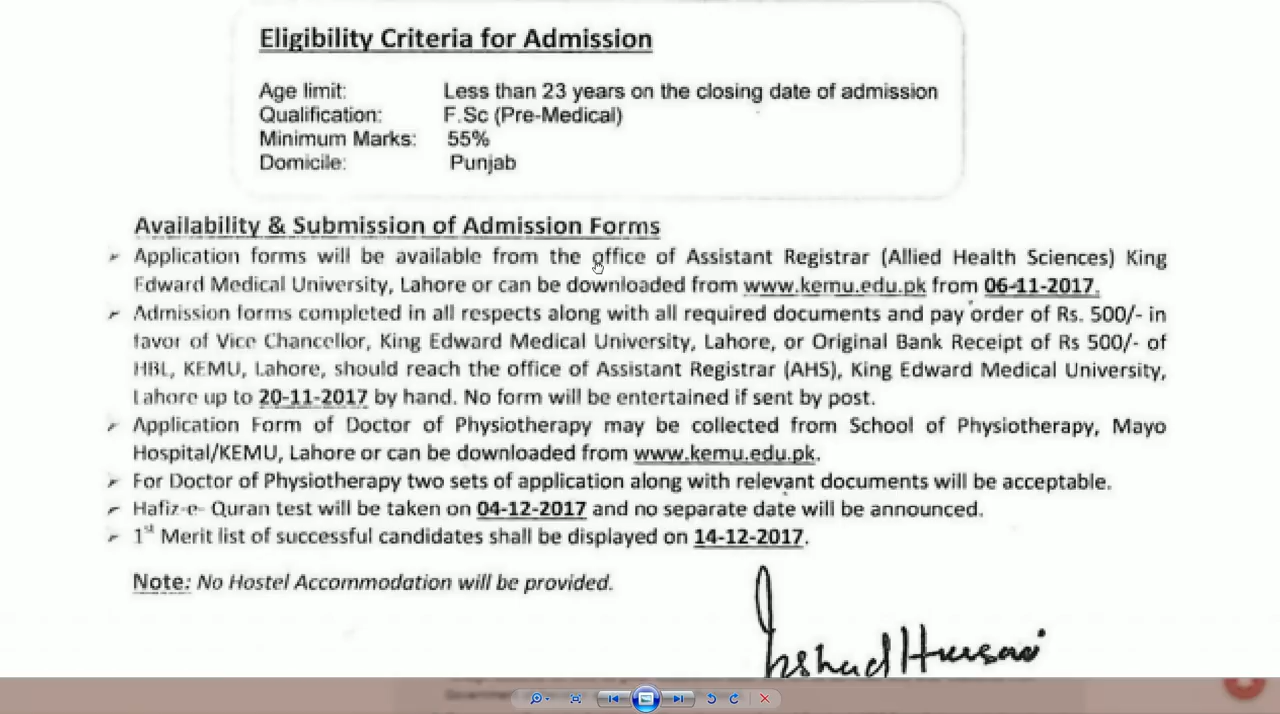 Eligibility Criteria for Admission
Age limit: Less than 23 years on the closing date of admission
Qualification: F.Sc (Pre-Medical)
Minimum Marks: 55%
Domicile: Punjab
Availability & Submission of Admission Forms
➤ Application forms will be available from the office of Assistant Registrar (Allied Health Sciences) King
Edward Medical University, Lahore or can be downloaded from www.kemu.edu.pk from 06-11-2017.
➤ Admission forms completed in all respects along with all required documents and pay order of Rs. 500/- in
favor of Vice Chancellor, King Edward Medical University, Lahore, or Original Bank Receipt of Rs 500/- of
HBL, KEMU, Lahore, should reach the office of Assistant Registrar (AHS), King Edward Medical University,
Lahore up to 20-11-2017 by hand. No form will be entertained if sent by post.
➤ Application Form of Doctor of Physiotherapy may be collected from School of Physiotherapy, Mayo
Hospital/KEMU, Lahore or can be downloaded from www.kemu.edu.pk.
➤ For Doctor of Physiotherapy two sets of application along with relevant documents will be acceptable.
➤ Hafiz-e- Quran test will be taken on 04-12-2017 and no separate date will be announced.
➤ 1st Merit list of successful candidates shall be displayed on 14-12-2017.
Note: No Hostel Accommodation will be provided.